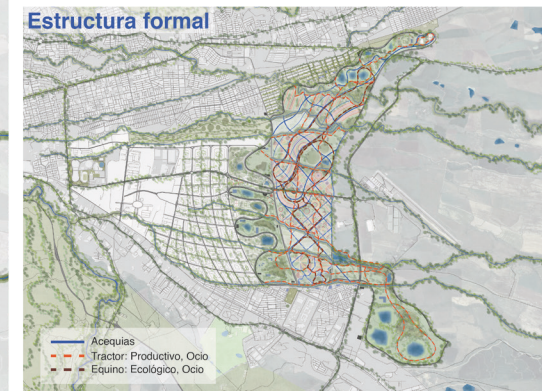 Estructura formal
Acequias
Tractor: Productivo, Ocio
Equino: Ecológico, Ocio